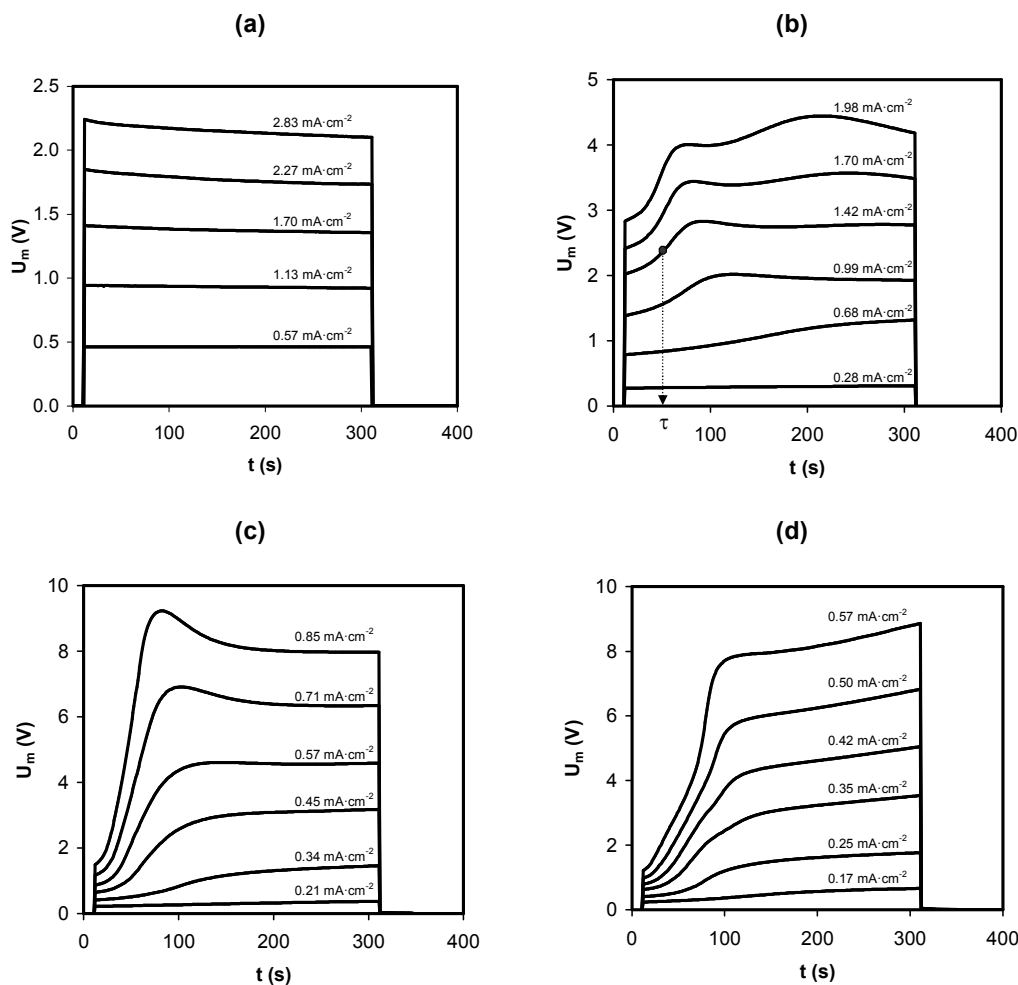 (a)
U_m (V)
2.5
2.0
1.5
1.0
0.5
0.0
2.83 mA·cm⁻²
2.27 mA·cm⁻²
1.70 mA·cm⁻²
1.13 mA·cm⁻²
0.57 mA·cm⁻²
0 100 200 300 400
t (s)
(b)
U_m (V)
5
4
3
2
1
0
1.98 mA·cm⁻²
1.70 mA·cm⁻²
1.42 mA·cm⁻²
0.99 mA·cm⁻²
0.68 mA·cm⁻²
0.28 mA·cm⁻²
0 τ 100 200 300 400
t (s)
(c)
U_m (V)
10
8
6
4
2
0
0.85 mA·cm⁻²
0.71 mA·cm⁻²
0.57 mA·cm⁻²
0.45 mA·cm⁻²
0.34 mA·cm⁻²
0.21 mA·cm⁻²
0 100 200 300 400
t (s)
(d)
U_m (V)
10
8
6
4
2
0
0.57 mA·cm⁻²
0.50 mA·cm⁻²
0.42 mA·cm⁻²
0.35 mA·cm⁻²
0.25 mA·cm⁻²
0.17 mA·cm⁻²
0 100 200 300 400
t (s)